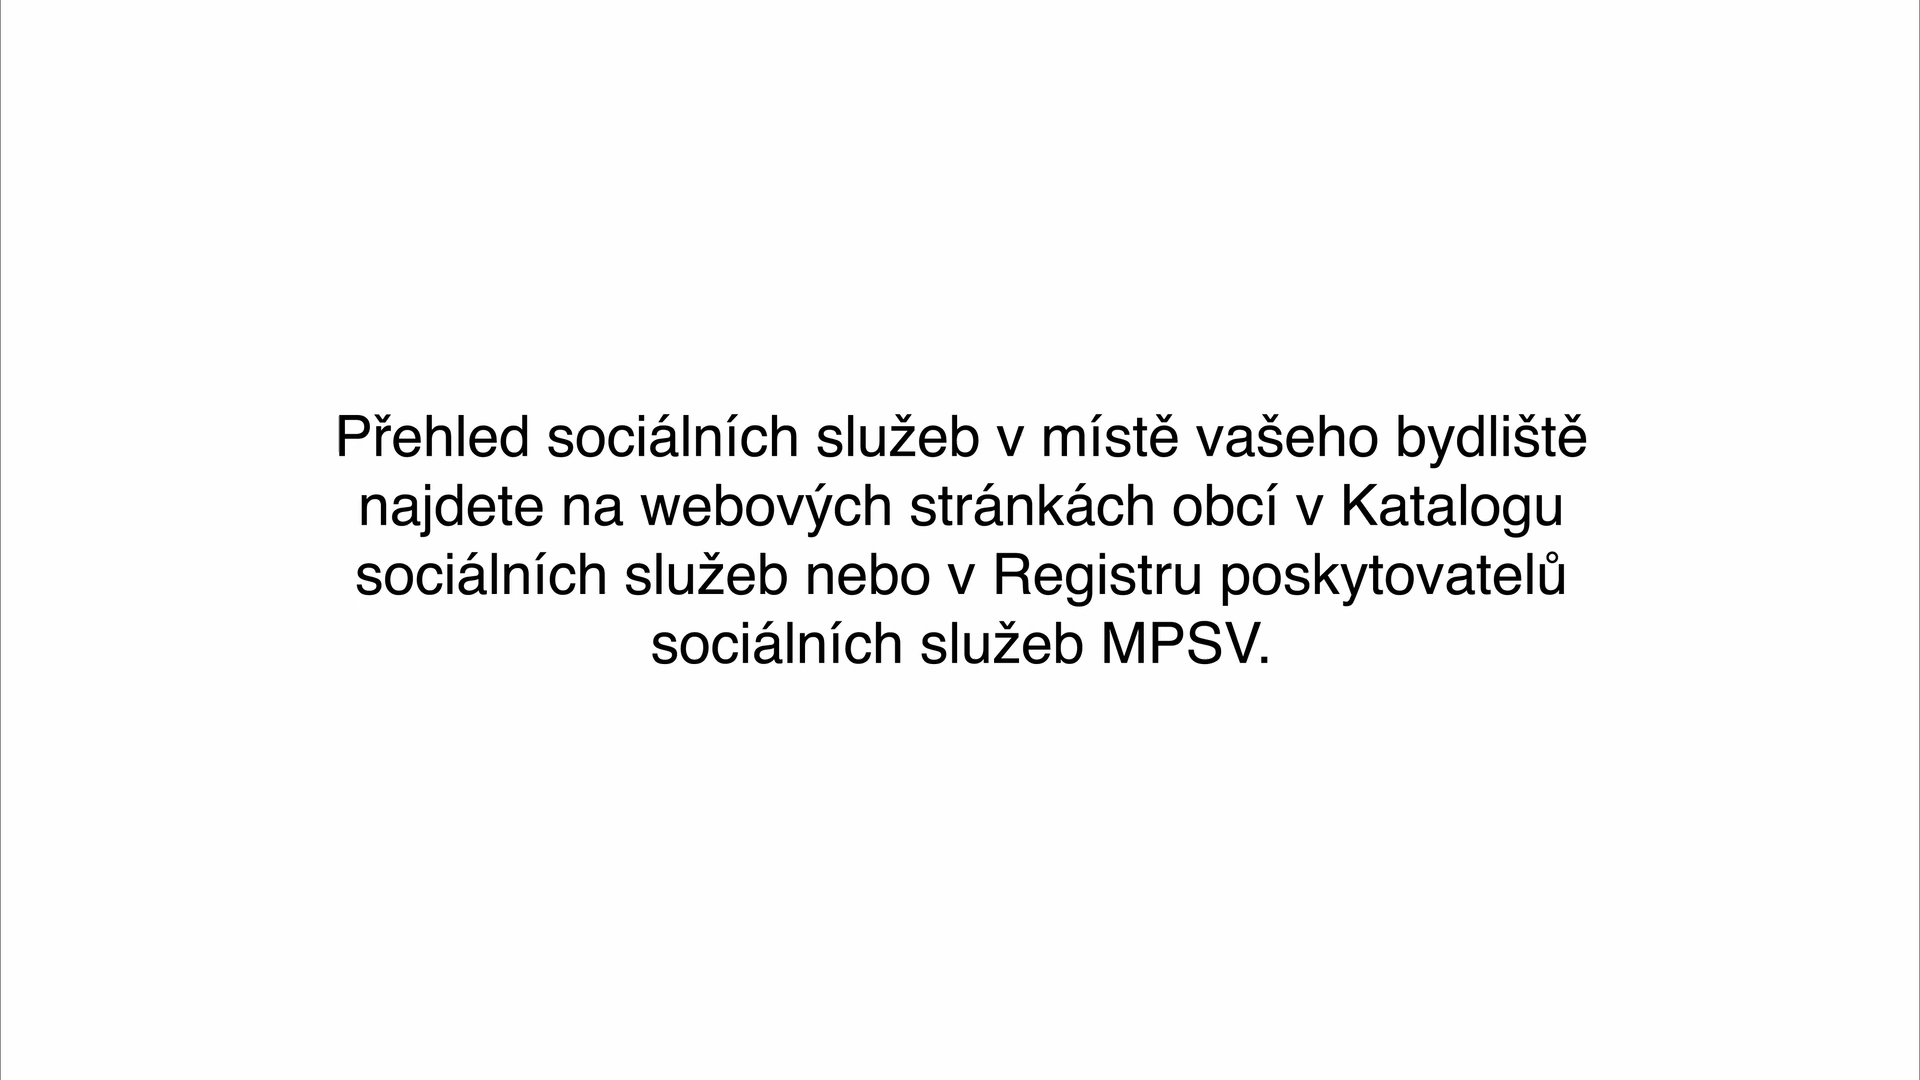 Přehled sociálních služeb v místě vašeho bydliště
najdete na webových stránkách obcí v Katalogu
sociálních služeb nebo v Registru poskytovatelů
sociálních služeb MPSV.